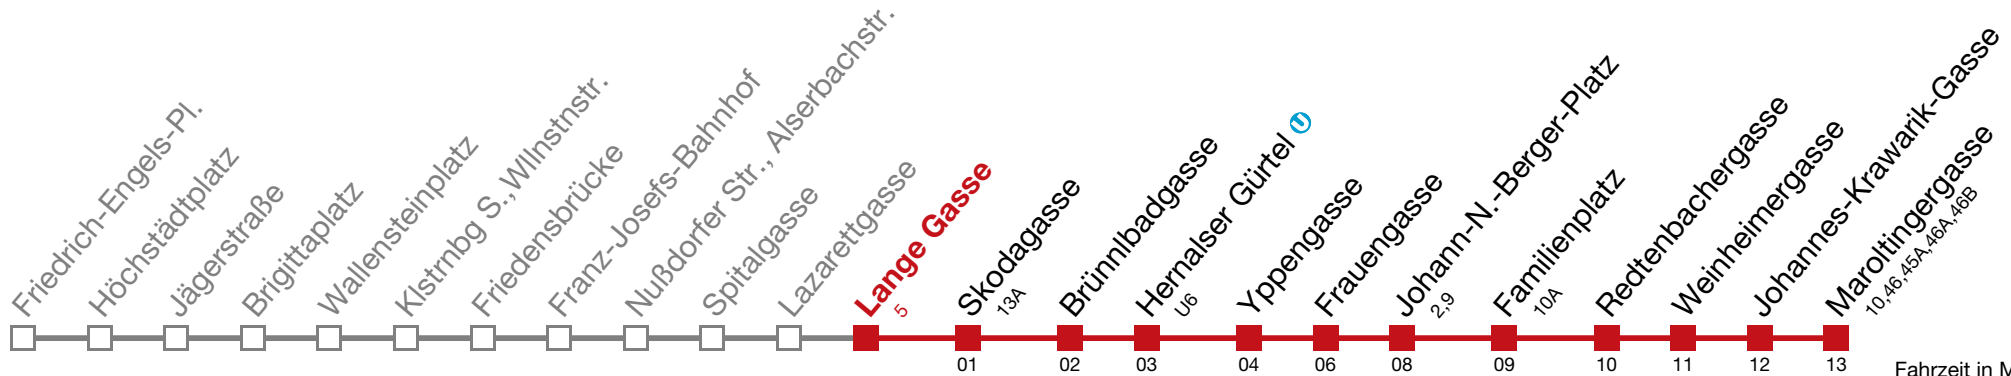 Friedrich-Engels-Pl.
Höchstädtplatz
Jägerstraße
Brigittaplatz
Wallensteinplatz
Klstrnbg S., Wllnstnstr.
Friedensbrücke
Franz-Josefs-Bahnhof
Nußdorfer Str., Alserbachstr.
Spitalgasse
Lazarettgasse
Lange Gasse
5
Skodagasse
13A
Brünnlbadgasse
Hernalser Gürtel U
U6
Yppengasse
Frauengasse
Johann-N.-Berger-Platz
2,9
Familienplatz
10A
Redtenbachergasse
Weinheimergasse
Johannes-Krawarik-Gasse
Maroltingergasse
10,46,45A,46A,46B
01 02 03 04 06 08 09 10 11 12 13
Fahrzeit in M